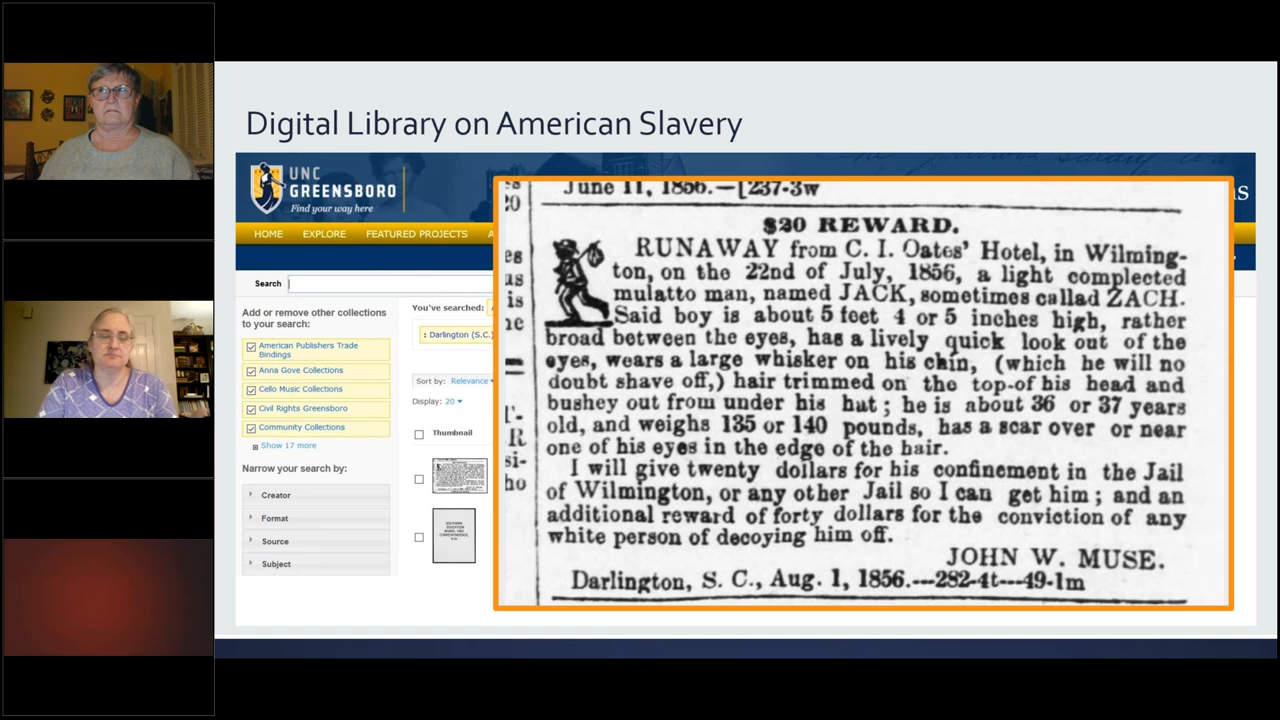 Digital Library on American Slavery
UNC
GREENSBORO
Find your way here
HOME EXPLORE FEATURED PROJECTS A
Search
Add or remove other collections
to your search:
American Publishers Trade
Bindings
Anna Gove Collections
Cello Music Collections
Civil Rights Greensboro
Community Collections
Show 17 more
Narrow your search by:
Creator
Format
Source
Subject
You've searched:
: Darlington (S.C.)
Sort by: Relevance
Display: 20
Thumbnail
June 11, 1856.—[237-3w
$20 REWARD.
RUNAWAY from C. I. Oates' Hotel, in Wilming-
ton, on the 22nd of July, 1856, a light complected
mulatto man, named JACK, sometimes callad ZACH.
Said boy is about 5 feet 4 or 5 inches high, rather
broad between the eyes, has a lively quick look out of the
eyes, wears a large whisker on his chin, (which he will no
doubt shave off,) hair trimmed on the top-of his head and
bushey out from under his hat; he is about 36 or 37 years
old, and weighs 135 or 140 pounds, has a scar over or near
one of his eyes in the edge of the hair.
I will give twenty dollars for his confinement in the Jail
of Wilmington, or any other Jail so I can get him; and an
additional reward of forty dollars for the conviction of any
white person of decoying him off.
JOHN W. MUSE.
Darlington, S. C., Aug. 1, 1856.---282-4t---49-1m